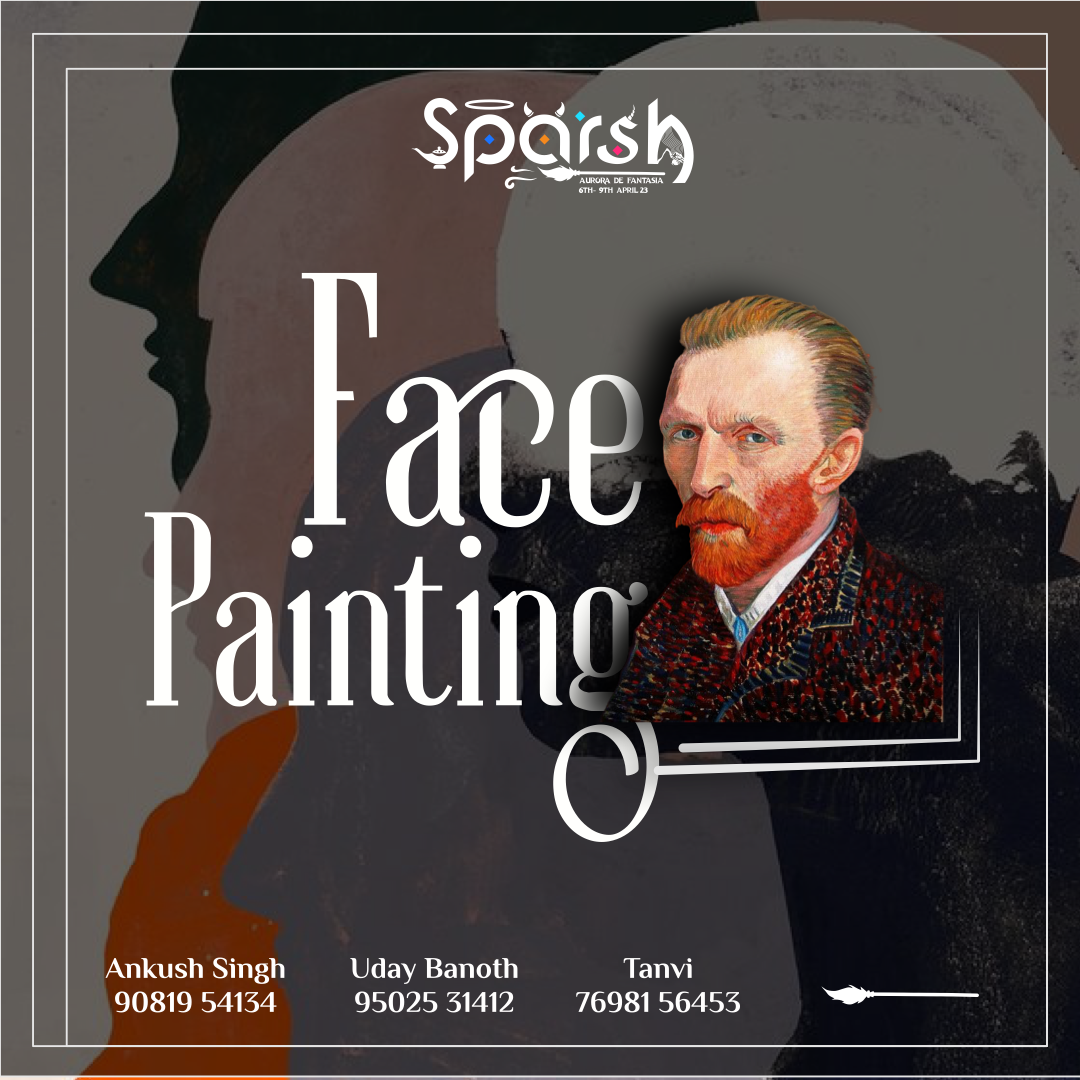 Sparsh
AURORA DE FANTASIA
6TH- 9TH APRIL 23
Face
Painting
Ankush Singh
90819 54134
Uday Banoth
95025 31412
Tanvi
76981 56453